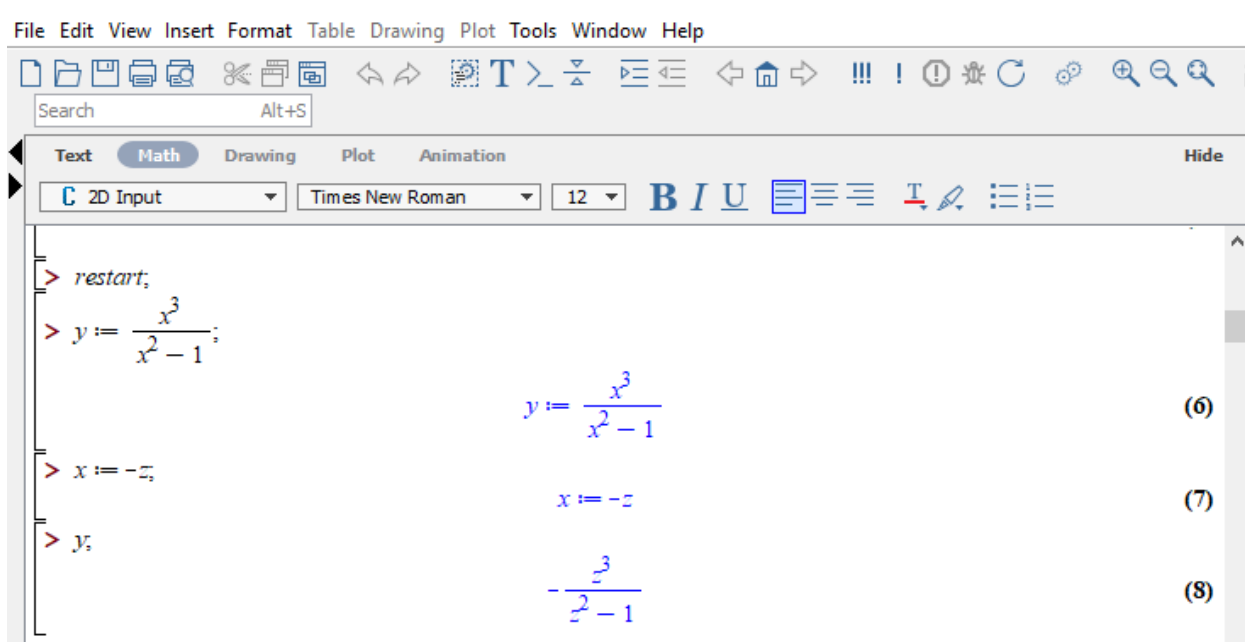 File Edit View Insert Format Table Drawing Plot Tools Window Help
Search Alt+S
Text Math Drawing Plot Animation Hide
C 2D Input Times New Roman 12 B I U
> restart;
> y := x^3/(x^2 − 1);
y := x^3/(x^2 − 1) (6)
> x := −z;
x := −z (7)
> y;
−z^3/(z^2 − 1) (8)